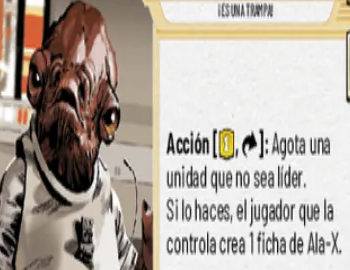 ¡ES UNA TRAMPA!
Acción [1, ]: Agota una
unidad que no sea líder.
Si lo haces, el jugador que la
controla crea 1 ficha de Ala-X.